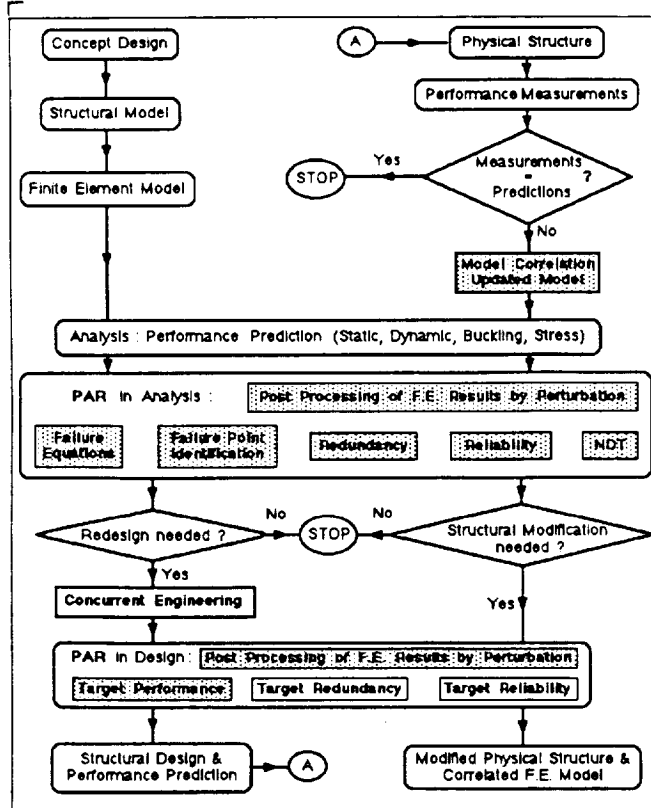 Concept Design
A
Physical Structure
Structural Model
Performance Measurements
Finite Element Model
STOP
Yes
Measurements
=
Predictions
?
No
Model Correlation
Updated Model
Analysis : Performance Prediction (Static, Dynamic, Buckling, Stress)
PAR in Analysis :
Post Processing of F.E. Results by Perturbation
Failure
Equations
Failure Point
Identification
Redundancy
Reliability
NDT
Redesign needed ?
No
STOP
No
Structural Modification
needed ?
Yes
Concurrent Engineering
Yes
PAR in Design :
Post Processing of F.E. Results by Perturbation
Target Performance
Target Redundancy
Target Reliability
Structural Design &
Performance Prediction
A
Modified Physical Structure &
Correlated F.E. Model